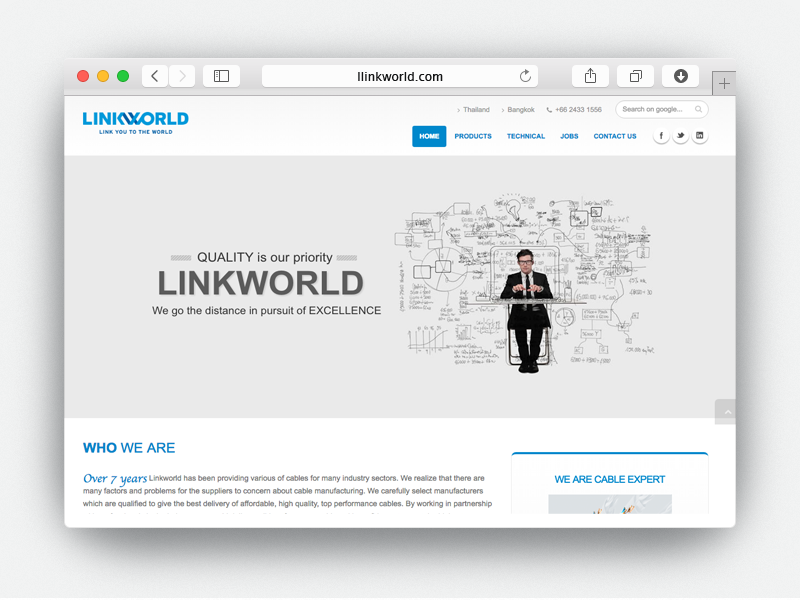 llinkworld.com
LINKWORLD
LINK YOU TO THE WORLD
Thailand
Bangkok
+66 2433 1556
Search on google...
HOME
PRODUCTS
TECHNICAL
JOBS
CONTACT US
QUALITY is our priority
LINKWORLD
We go the distance in pursuit of EXCELLENCE
WHO WE ARE
Over 7 years Linkworld has been providing various of cables for many industry sectors. We realize that there are
many factors and problems for the suppliers to concern about cable manufacturing. We carefully select manufacturers
which are qualified to give the best delivery of affordable, high quality, top performance cables. By working in partnership
WE ARE CABLE EXPERT